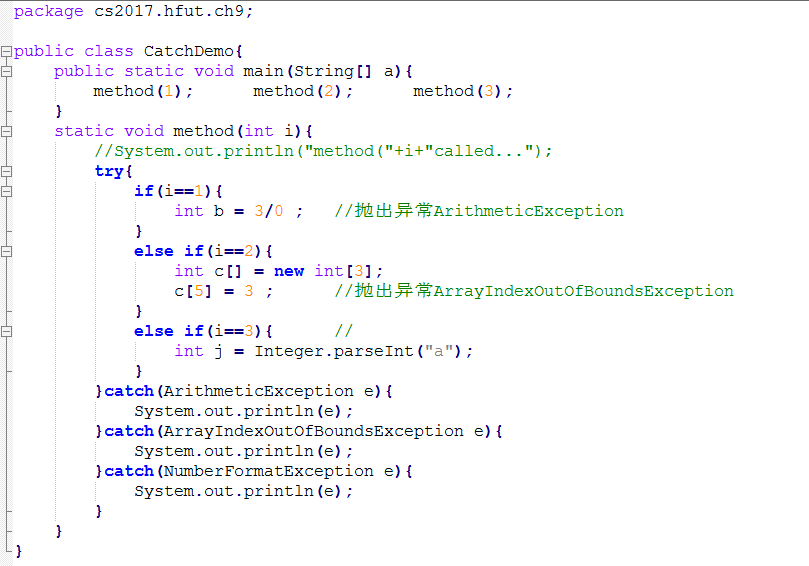 package cs2017.hfut.ch9;
public class CatchDemo{
    public static void main(String[] a){
        method(1);      method(2);      method(3);
    }
    static void method(int i){
        //System.out.println("method("+i+"called...");
        try{
            if(i==1){
                int b = 3/0 ;   //抛出异常ArithmeticException
            }
            else if(i==2){
                int c[] = new int[3];
                c[5] = 3 ;      //抛出异常ArrayIndexOutOfBoundsException
            }
            else if(i==3){      //
                int j = Integer.parseInt("a");
            }
        }catch(ArithmeticException e){
            System.out.println(e);
        }catch(ArrayIndexOutOfBoundsException e){
            System.out.println(e);
        }catch(NumberFormatException e){
            System.out.println(e);
        }
    }
}